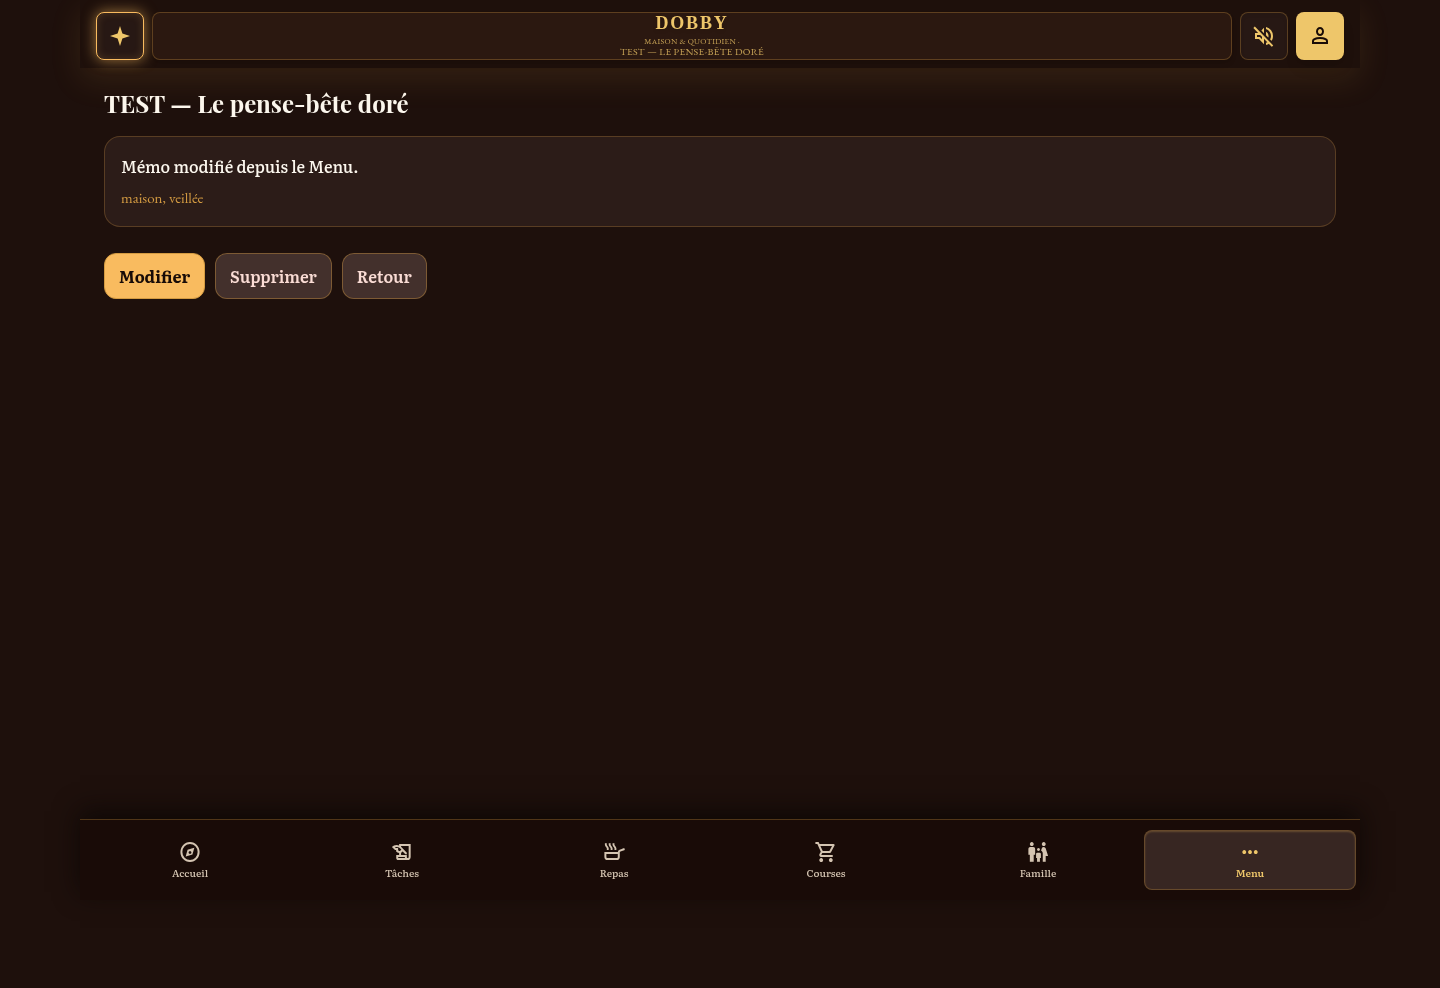 DOBBY
MAISON & QUOTIDIEN ·
TEST — LE PENSE-BÊTE DORÉ
TEST — Le pense-bête doré
Mémo modifié depuis le Menu.
maison, veillée
Modifier
Supprimer
Retour
Accueil
Tâches
Repas
Courses
Famille
Menu